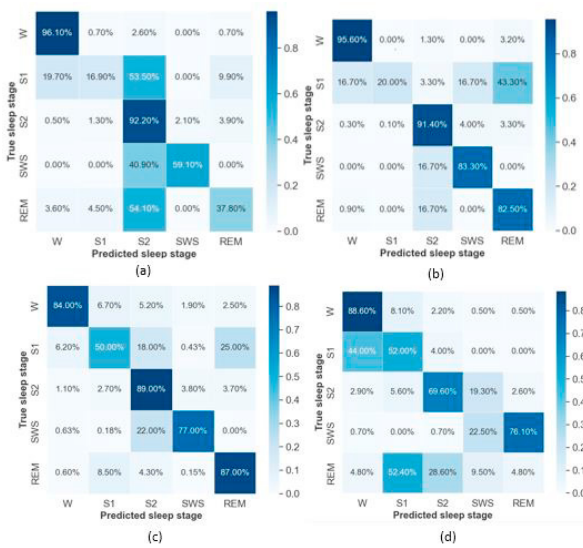 W 96.10% 0.70% 2.60% 0.00% 0.70%
S1 19.70% 16.90% 53.50% 0.00% 9.90%
S2 0.50% 1.30% 92.20% 2.10% 3.90%
SWS 0.00% 0.00% 40.90% 59.10% 0.00%
REM 3.60% 4.50% 54.10% 0.00% 37.80%
W S1 S2 SWS REM
True sleep stage
Predicted sleep stage
0.8
0.6
0.4
0.2
0.0
(a)
W 95.60% 0.00% 1.30% 0.00% 3.20%
S1 16.70% 20.00% 3.30% 16.70% 43.30%
S2 0.30% 0.10% 91.40% 4.00% 3.30%
SWS 0.00% 0.00% 16.70% 83.30% 0.00%
REM 0.90% 0.00% 16.70% 0.00% 82.50%
W S1 S2 SWS REM
True sleep stage
Predicted sleep stage
0.8
0.6
0.4
0.2
0.0
(b)
W 84.00% 6.70% 5.20% 1.90% 2.50%
S1 6.20% 50.00% 18.00% 0.43% 25.00%
S2 1.10% 2.70% 89.00% 3.80% 3.70%
SWS 0.63% 0.18% 22.00% 77.00% 0.00%
REM 0.60% 8.50% 4.30% 0.15% 87.00%
W S1 S2 SWS REM
True sleep stage
Predicted sleep stage
0.8
0.7
0.6
0.5
0.4
0.3
0.2
0.1
0.0
(c)
W 88.60% 8.10% 2.20% 0.50% 0.50%
S1 44.00% 52.00% 4.00% 0.00% 0.00%
S2 2.90% 5.60% 69.60% 19.30% 2.60%
SWS 0.70% 0.00% 0.70% 22.50% 76.10%
REM 4.80% 52.40% 28.60% 9.50% 4.80%
W S1 S2 SWS REM
True sleep stage
Predicted sleep stage
0.8
0.7
0.6
0.5
0.4
0.3
0.2
0.1
0.0
(d)